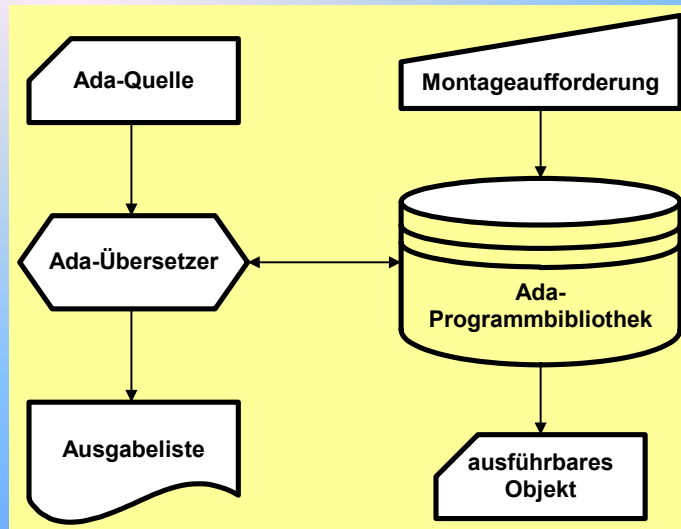 Ada-Quelle
Montageaufforderung
Ada-Übersetzer
Ada-
Programmbibliothek
Ausgabeliste
ausführbares
Objekt